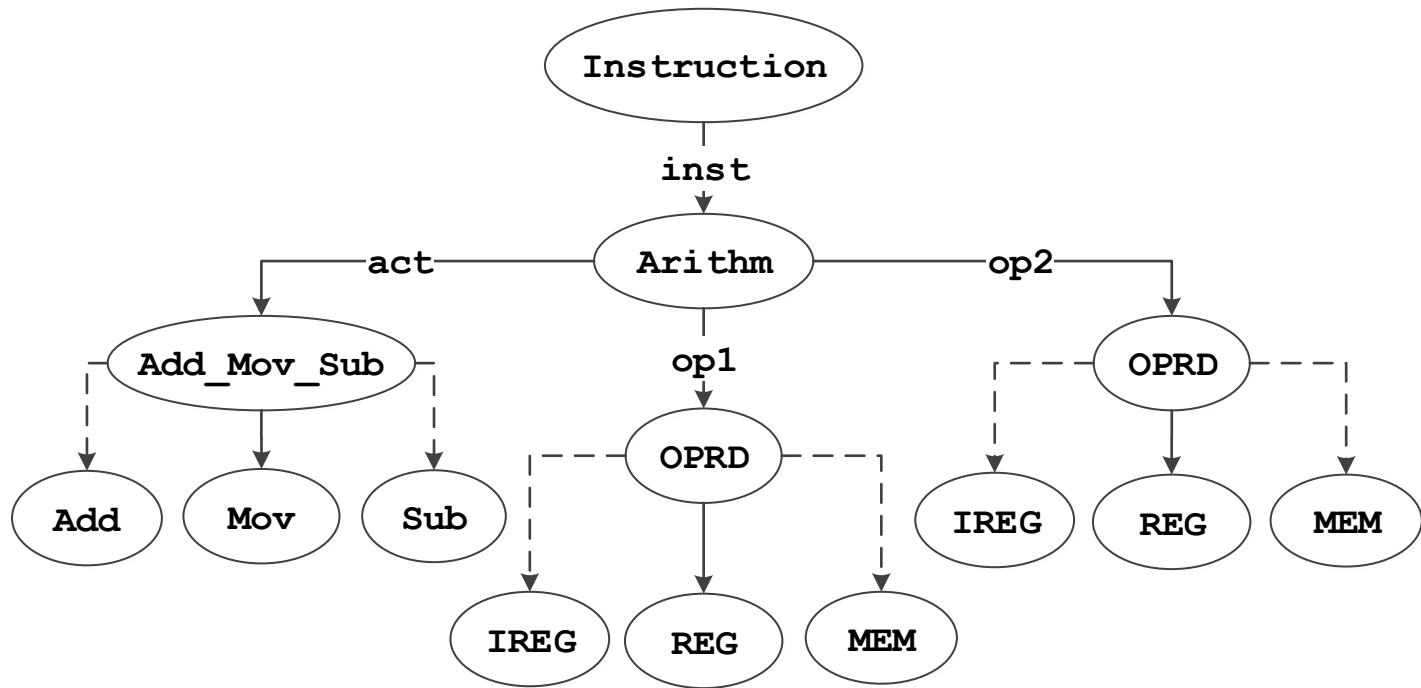 Instruction
inst
act
Arithm
op2
Add_Mov_Sub
op1
OPRD
OPRD
Add
Mov
Sub
IREG
REG
MEM
IREG
REG
MEM